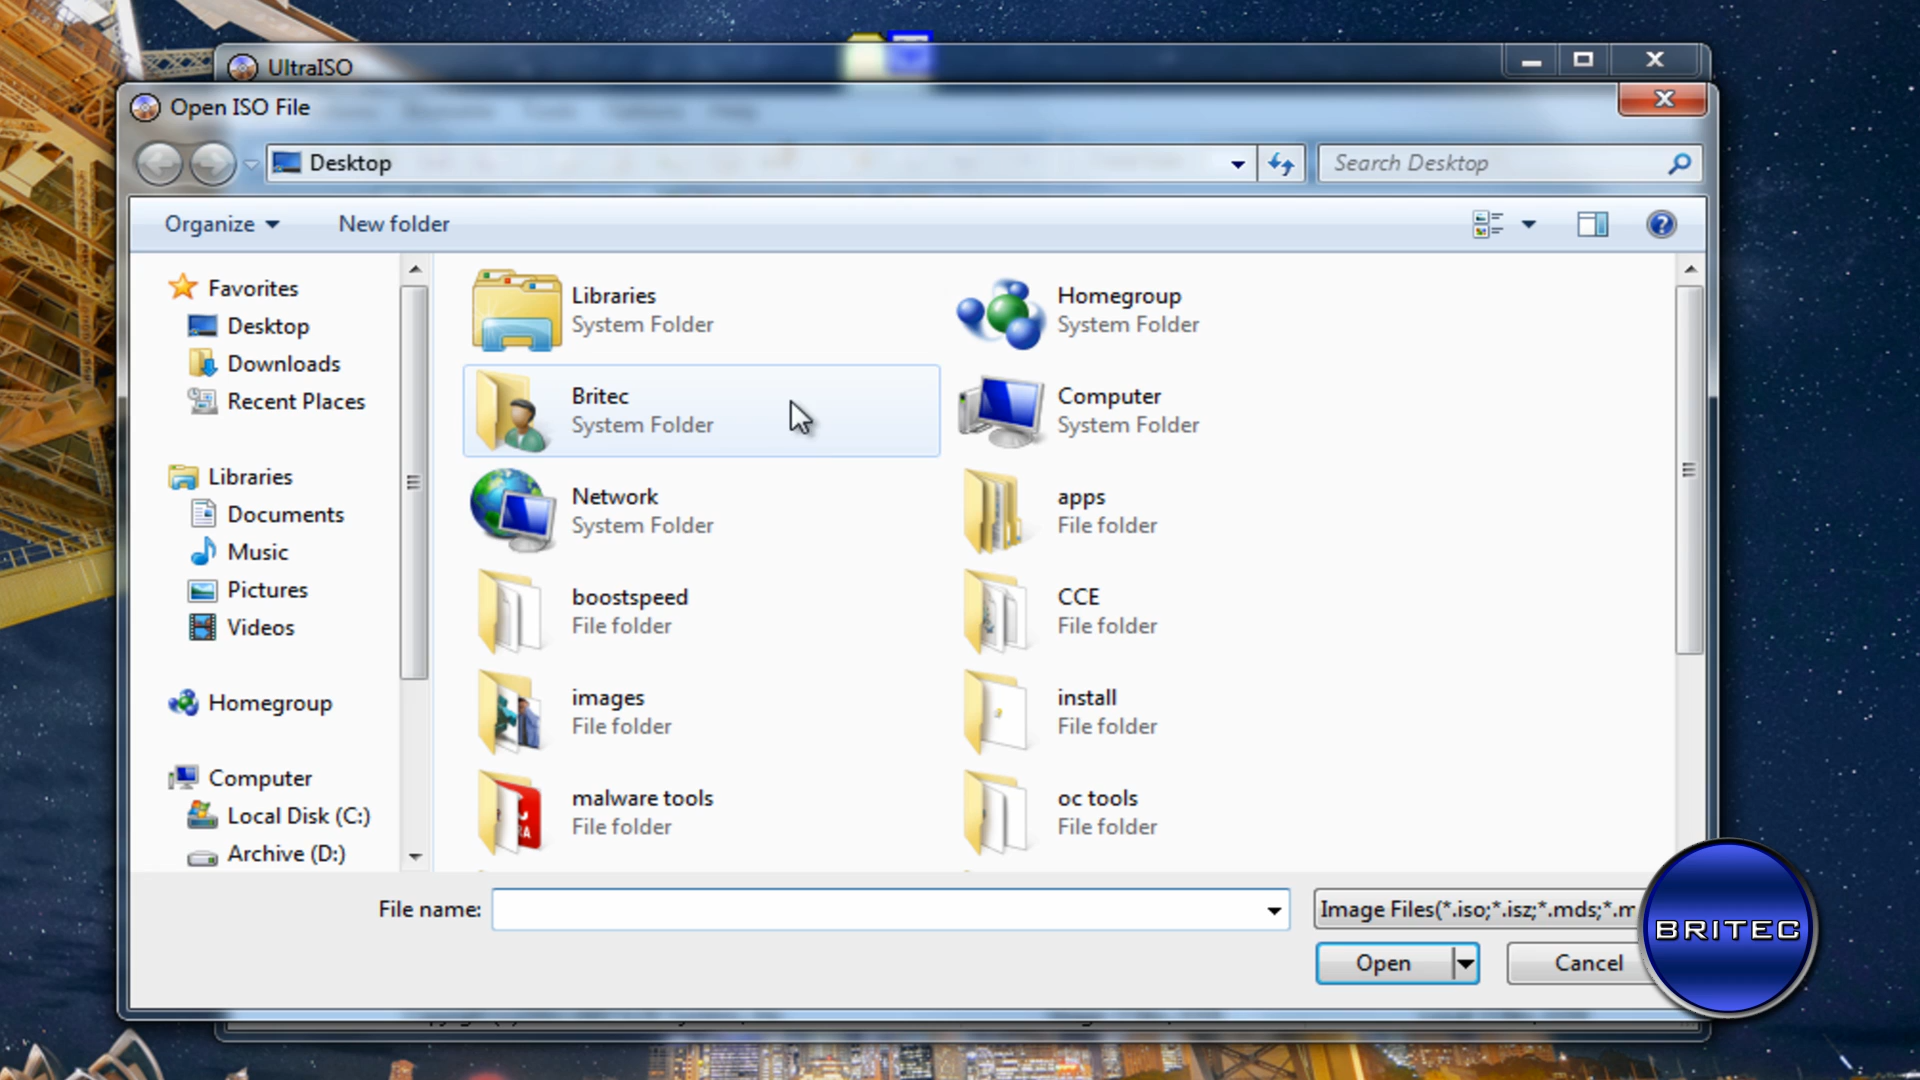 UltraISO
Open ISO File
Desktop
Search Desktop
Organize
New folder
Favorites
Desktop
Downloads
Recent Places
Libraries
Documents
Music
Pictures
Videos
Homegroup
Computer
Local Disk (C:)
Archive (D:)
Libraries
System Folder
Homegroup
System Folder
Britec
System Folder
Computer
System Folder
Network
System Folder
apps
File folder
boostspeed
File folder
CCE
File folder
images
File folder
install
File folder
malware tools
File folder
oc tools
File folder
File name:
Image Files(*.iso;*.isz;*.mds;*.m
Open
Cancel
BRITEC